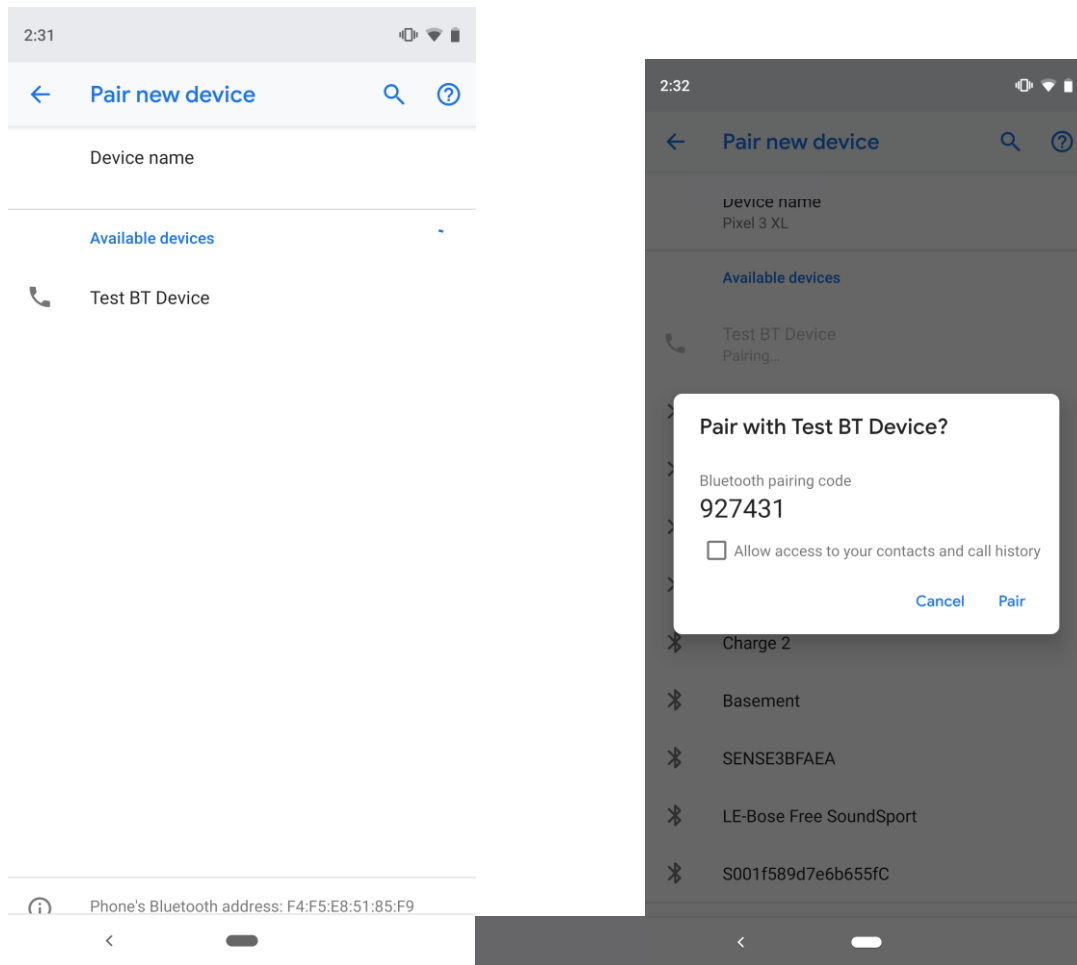 2:31
Pair new device
Device name
Available devices
Test BT Device
Phone's Bluetooth address: F4:F5:E8:51:85:F9
2:32
Pair new device
Device name
Pixel 3 XL
Available devices
Test BT Device
Pairing...
Pair with Test BT Device?
Bluetooth pairing code
927431
Allow access to your contacts and call history
Cancel Pair
Charge 2
Basement
SENSE3BFAEA
LE-Bose Free SoundSport
S001f589d7e6b655fC